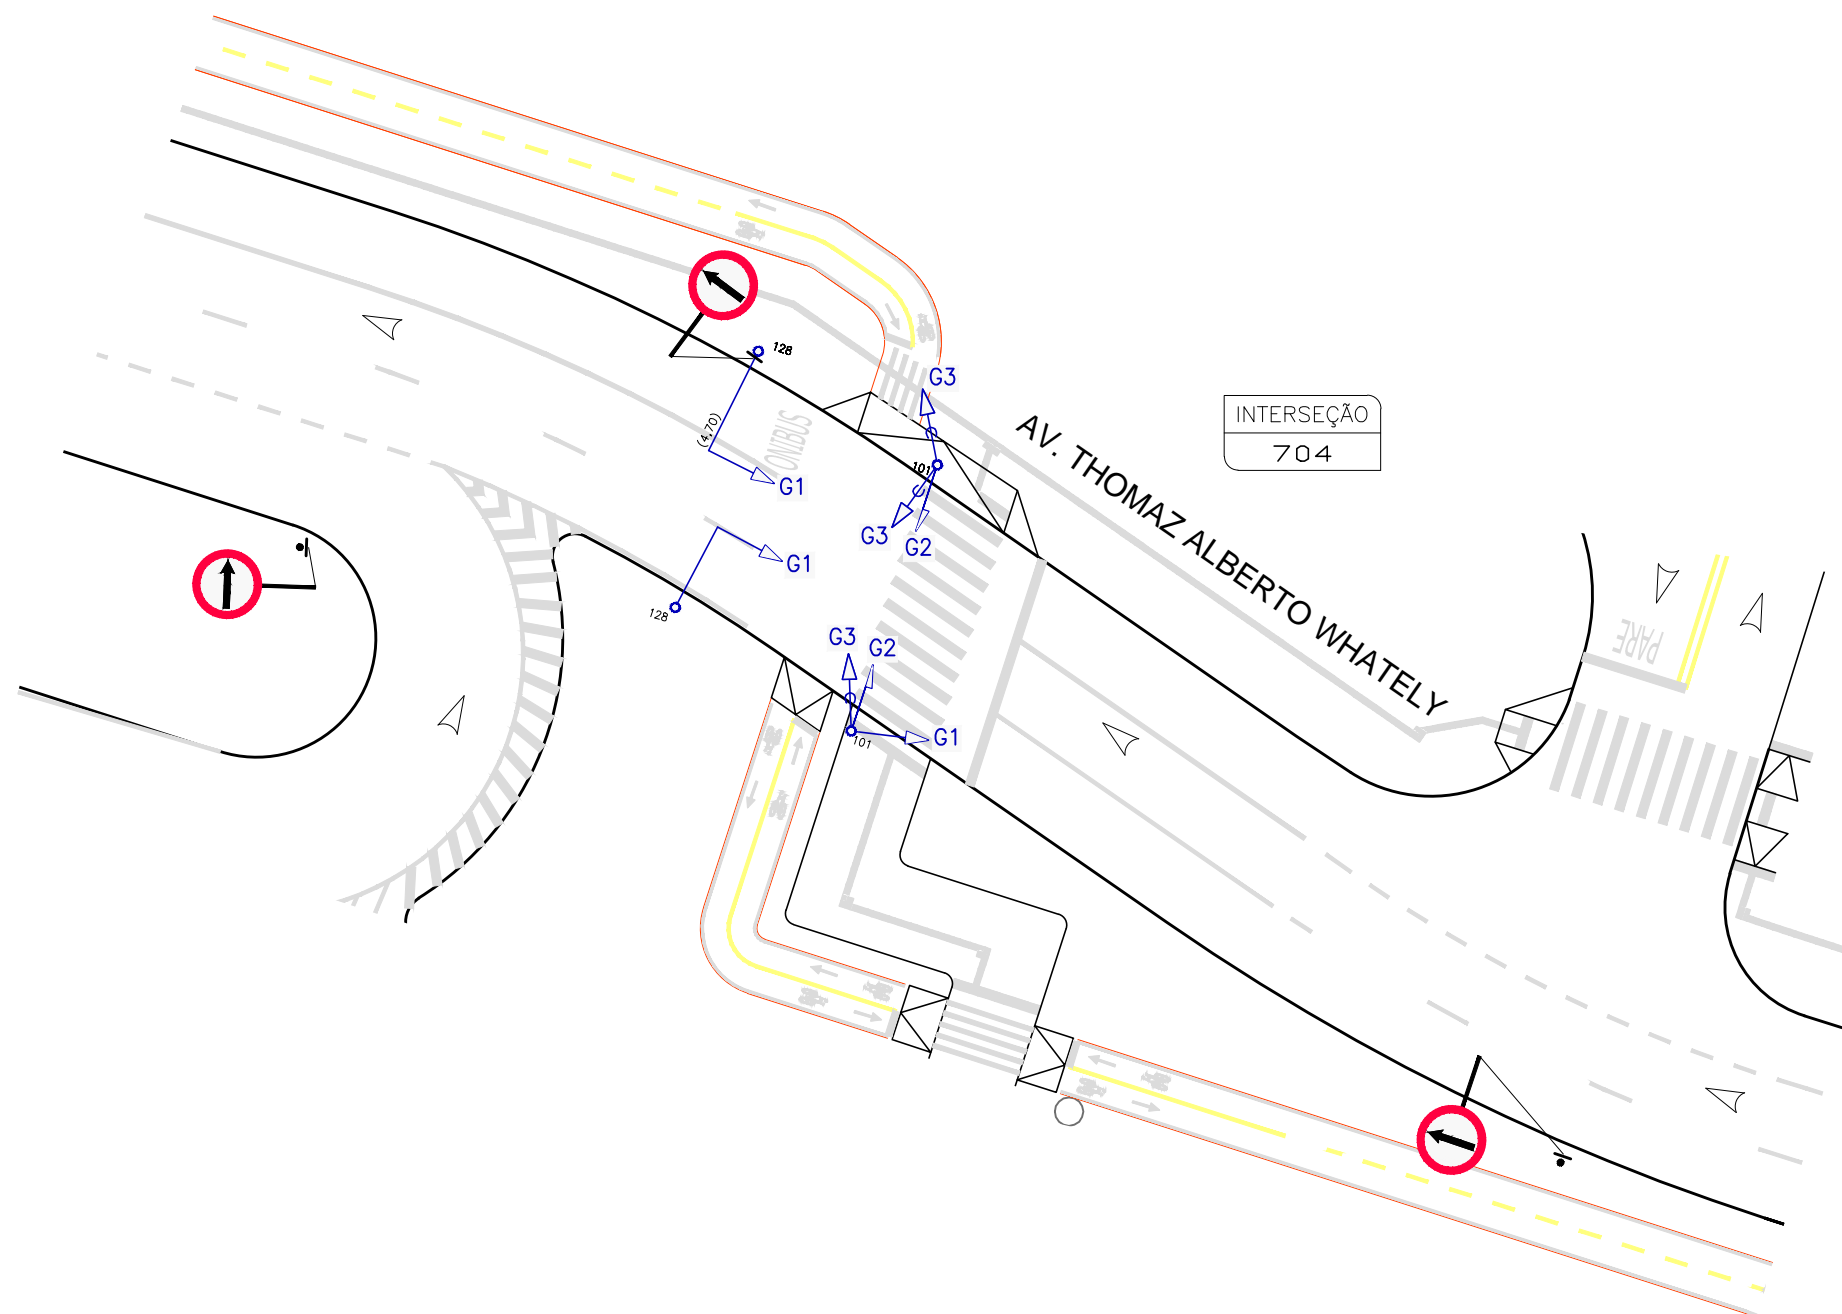 128
G3
INTERSEÇÃO
704
(4,70)
ONIBUS
AV. THOMAZ ALBERTO WHATELY
101
G1
G3
G2
G1
128
PARE
G3
G2
101
G1